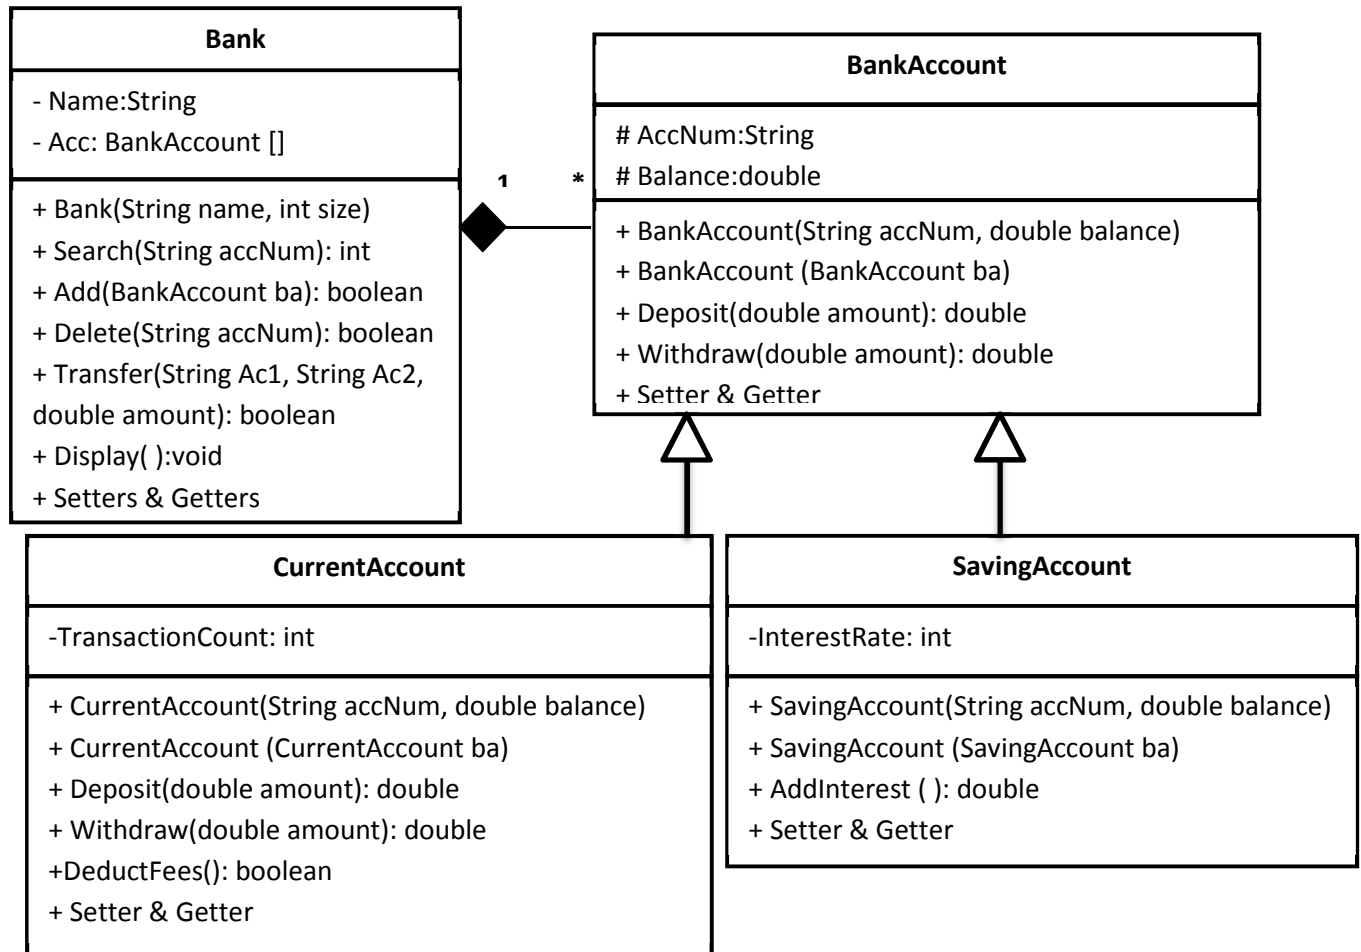 Bank
- Name:String
- Acc: BankAccount []
+ Bank(String name, int size)
+ Search(String accNum): int
+ Add(BankAccount ba): boolean
+ Delete(String accNum): boolean
+ Transfer(String Ac1, String Ac2,
double amount): boolean
+ Display( ):void
+ Setters & Getters
1 *
BankAccount
# AccNum:String
# Balance:double
+ BankAccount(String accNum, double balance)
+ BankAccount (BankAccount ba)
+ Deposit(double amount): double
+ Withdraw(double amount): double
+ Setter & Getter
CurrentAccount
-TransactionCount: int
+ CurrentAccount(String accNum, double balance)
+ CurrentAccount (CurrentAccount ba)
+ Deposit(double amount): double
+ Withdraw(double amount): double
+DeductFees(): boolean
+ Setter & Getter
SavingAccount
-InterestRate: int
+ SavingAccount(String accNum, double balance)
+ SavingAccount (SavingAccount ba)
+ AddInterest ( ): double
+ Setter & Getter